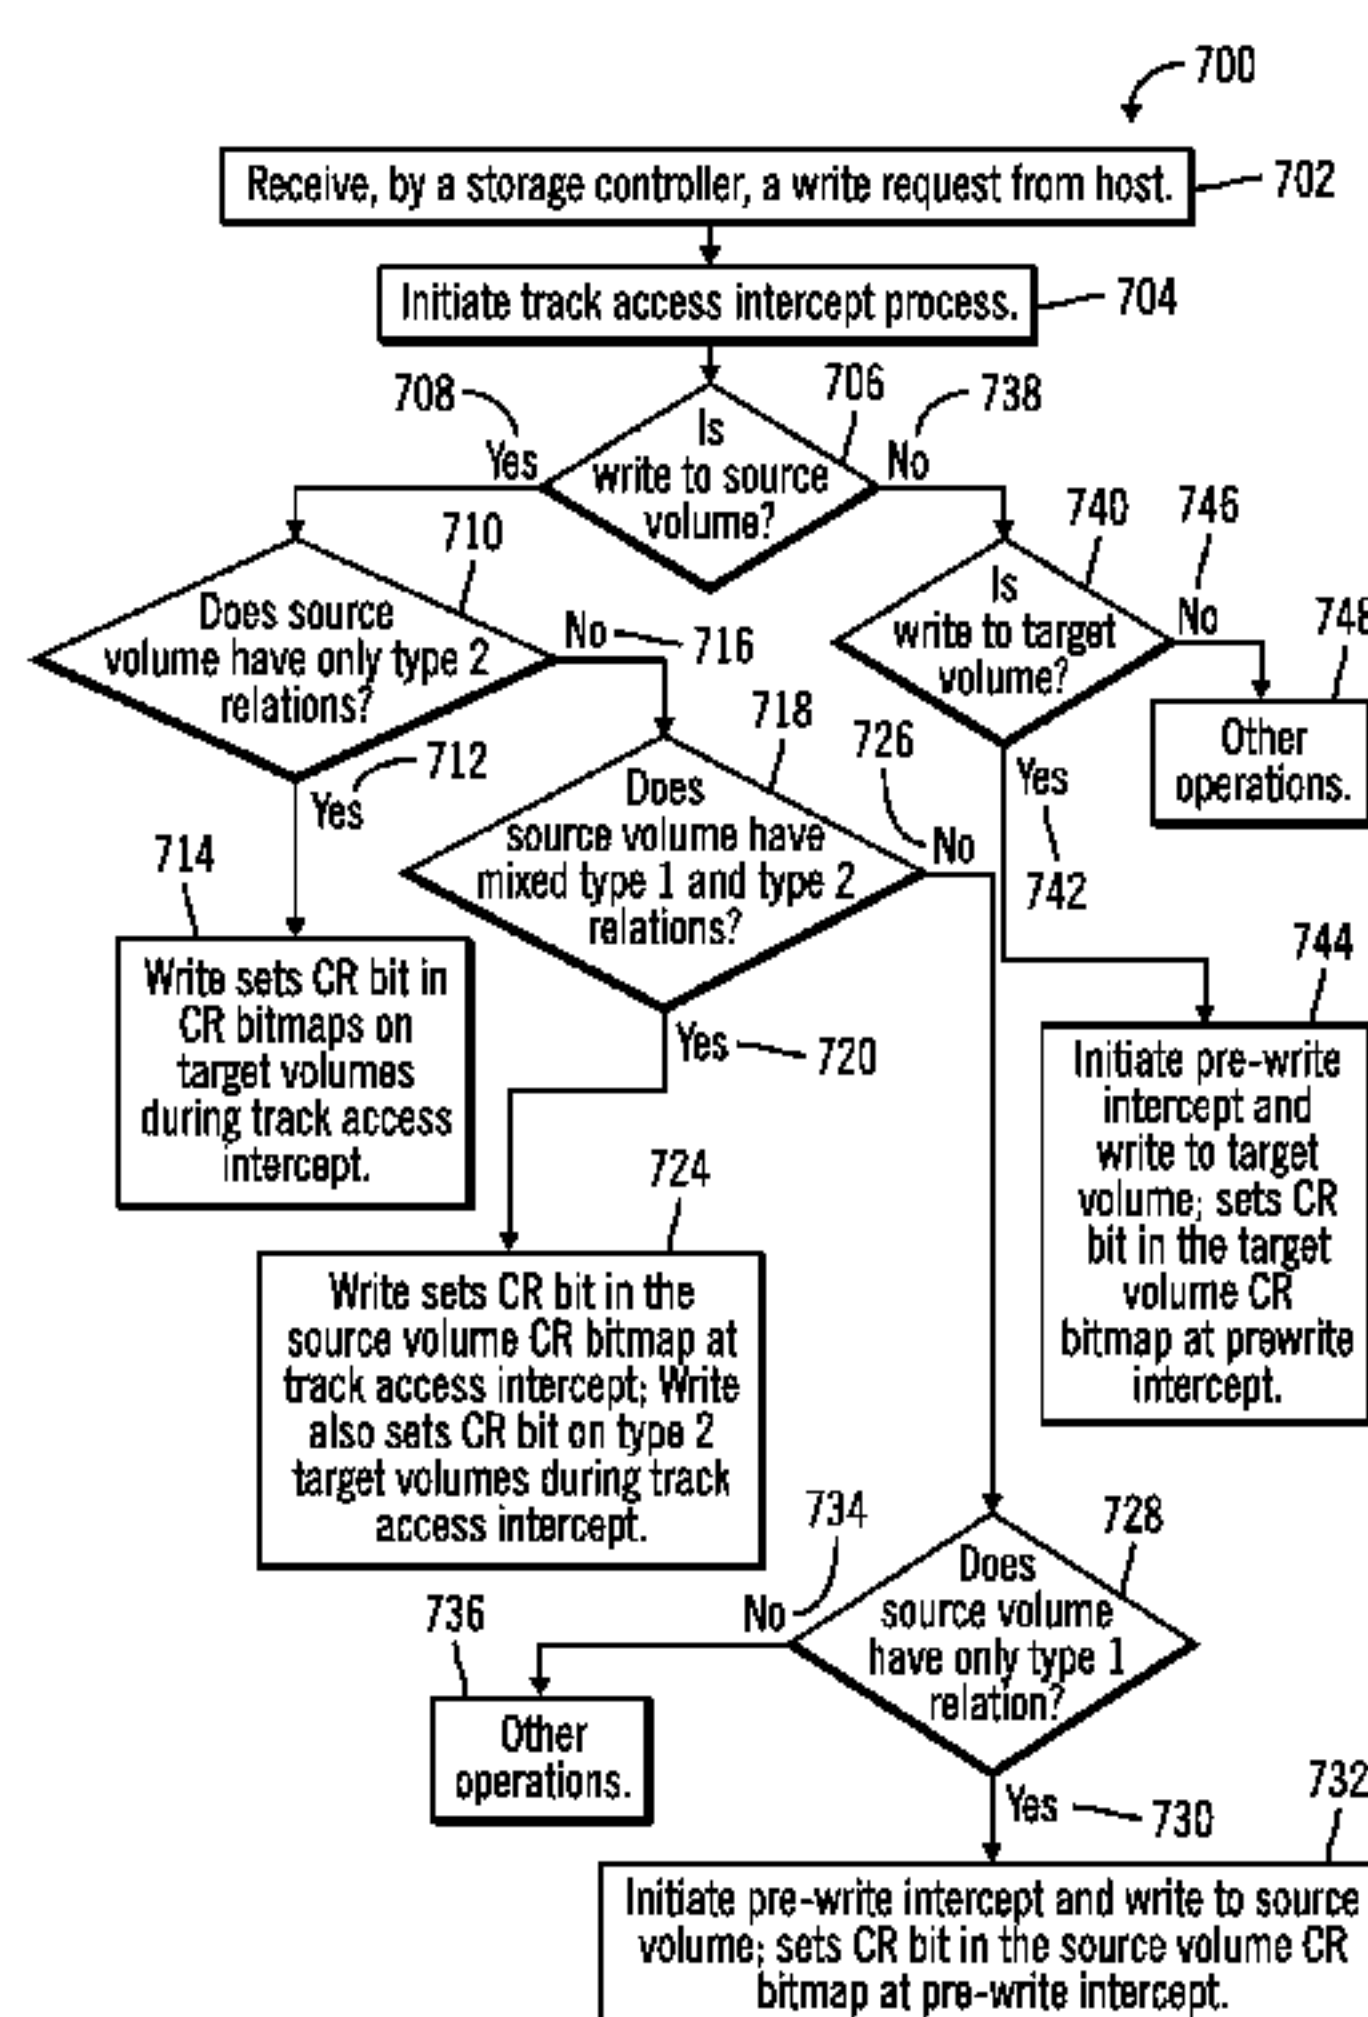 700
Receive, by a storage controller, a write request from host.
702
Initiate track access intercept process.
704
706
708
738
Is
write to source
volume?
Yes
No
710
740
746
Does source
volume have only type 2
relations?
No
716
Is
write to target
volume?
No
748
Other
operations.
718
726
712
Yes
Yes
742
Does
source volume have
mixed type 1 and type 2
relations?
No
714
Write sets CR bit in
CR bitmaps on
target volumes
during track access
intercept.
744
Initiate pre-write
intercept and
write to target
volume; sets CR
bit in the target
volume CR
bitmap at prewrite
intercept.
Yes
720
724
Write sets CR bit in the
source volume CR bitmap at
track access intercept; Write
also sets CR bit on type 2
target volumes during track
access intercept.
734
728
Does
source volume
have only type 1
relation?
No
736
Other
operations.
Yes
730
732
Initiate pre-write intercept and write to source
volume; sets CR bit in the source volume CR
bitmap at pre-write intercept.